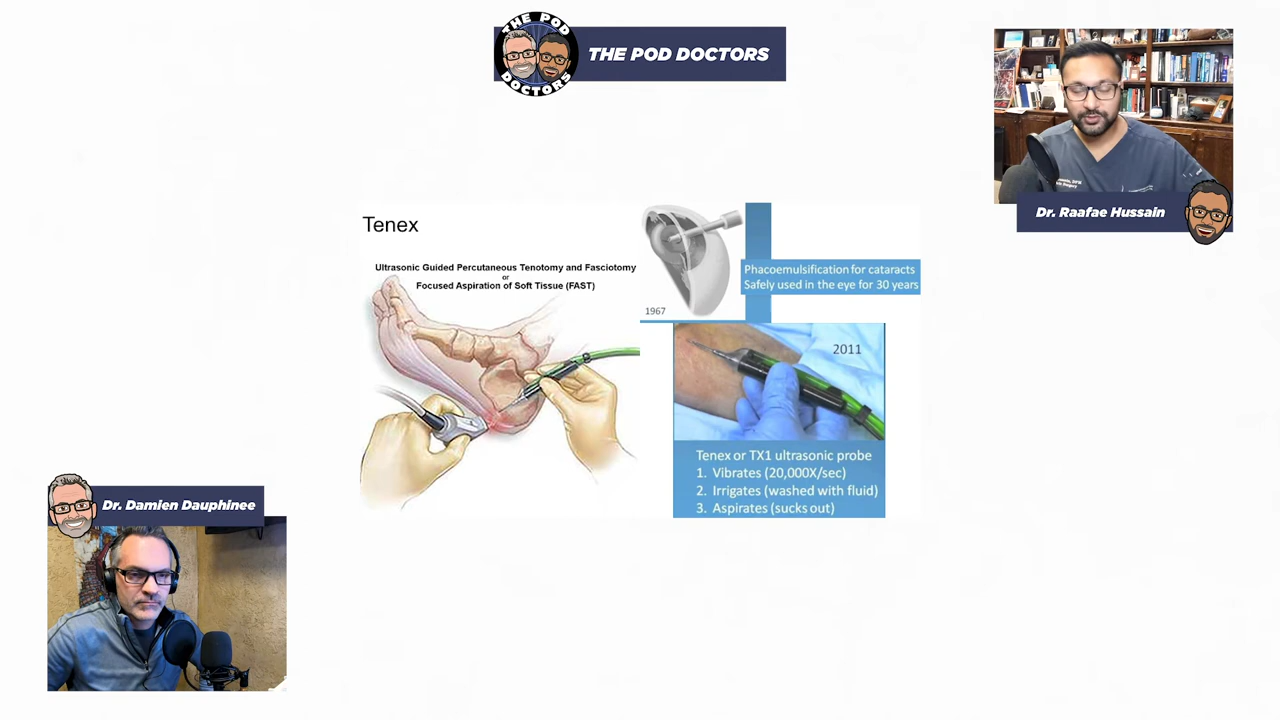 THE POD
DOCTORS
THE POD DOCTORS
Dr. Raafae Hussain
Tenex
Ultrasonic Guided Percutaneous Tenotomy and Fasciotomy
or
Focused Aspiration of Soft Tissue (FAST)
1967
Phacoemulsification for cataracts
Safely used in the eye for 30 years
2011
Tenex or TX1 ultrasonic probe
1. Vibrates (20,000X/sec)
2. Irrigates (washed with fluid)
3. Aspirates (sucks out)
Dr. Damien Dauphinee